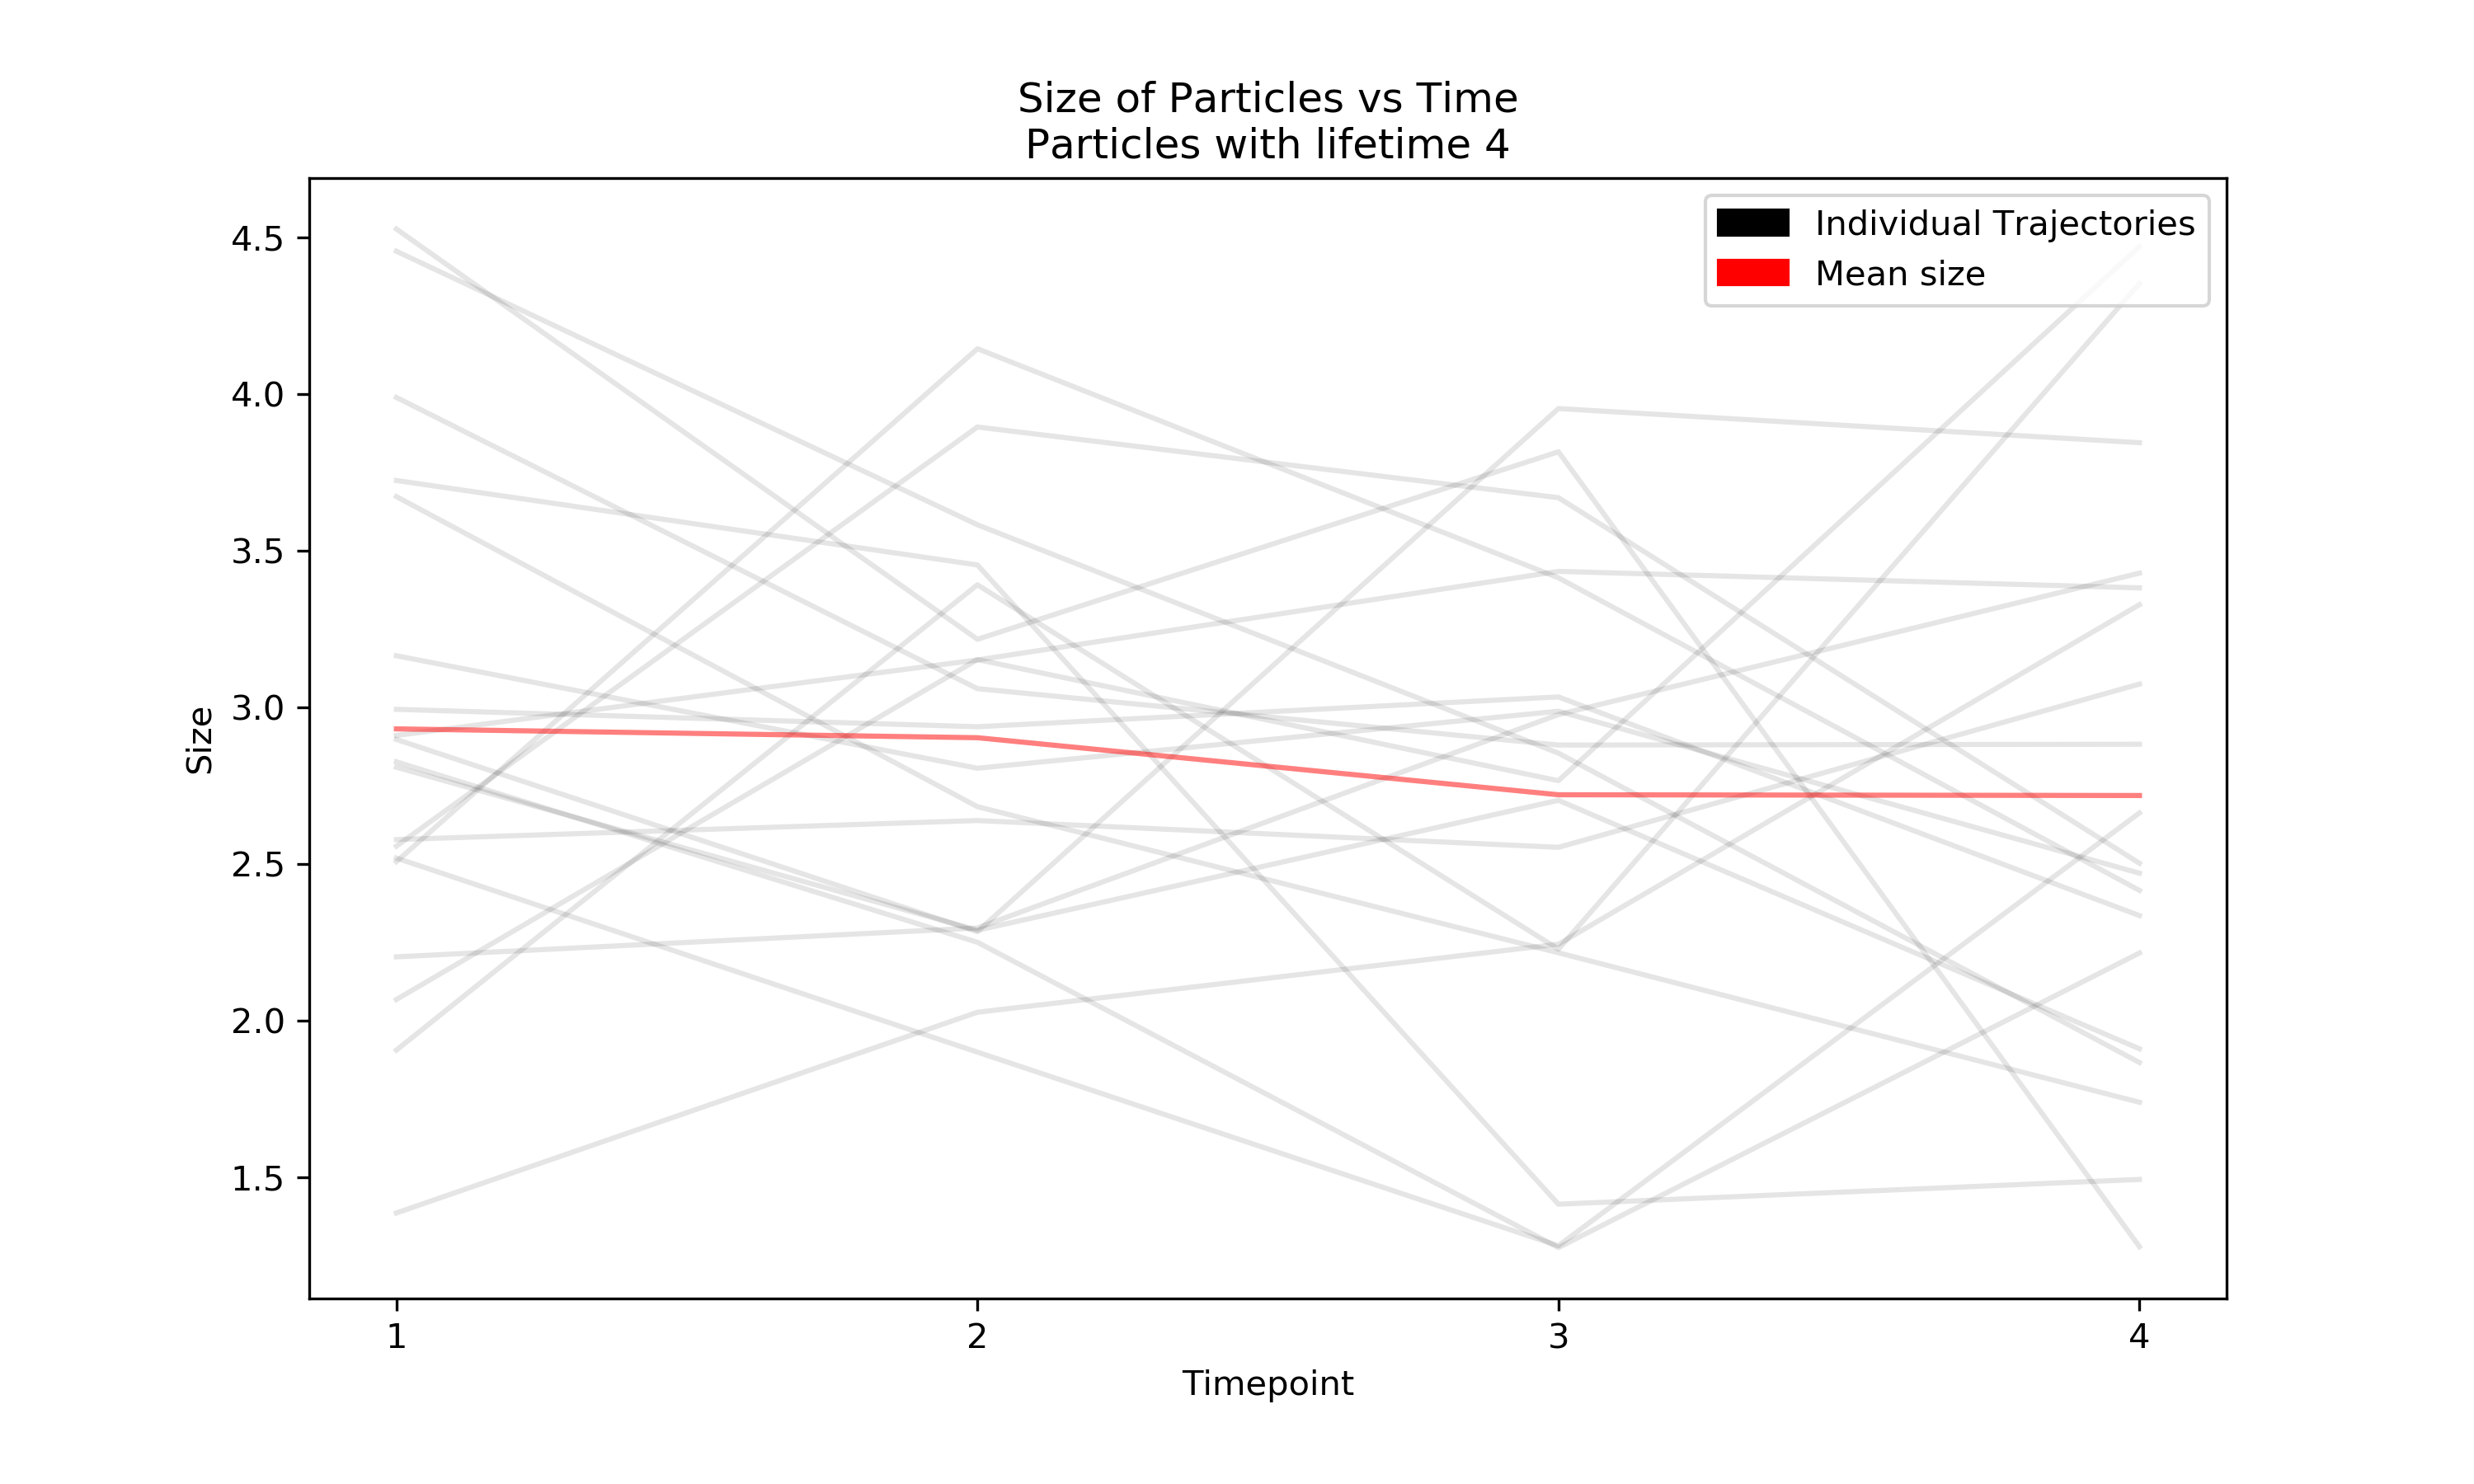 Size of Particles vs Time
Particles with lifetime 4
Individual Trajectories
Mean size
4.5
4.0
3.5
3.0
2.5
2.0
1.5
Size
1 2 3 4
Timepoint